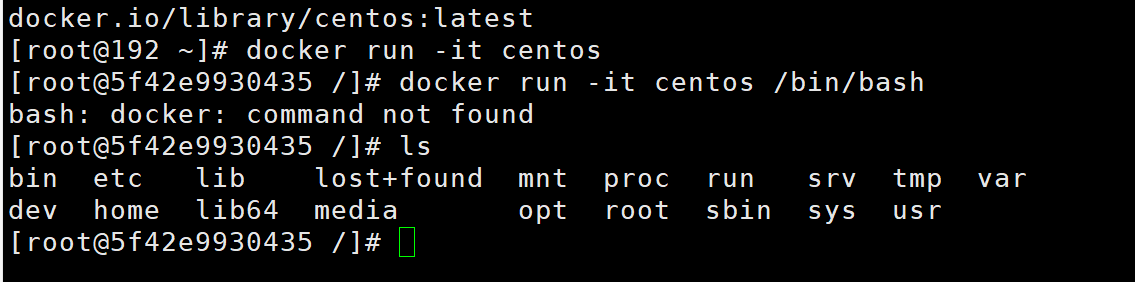 docker.io/library/centos:latest
[root@192 ~]# docker run -it centos
[root@5f42e9930435 /]# docker run -it centos /bin/bash
bash: docker: command not found
[root@5f42e9930435 /]# ls
bin  etc   lib    lost+found  mnt  proc  run   srv  tmp  var
dev  home  lib64  media       opt  root  sbin  sys  usr
[root@5f42e9930435 /]#